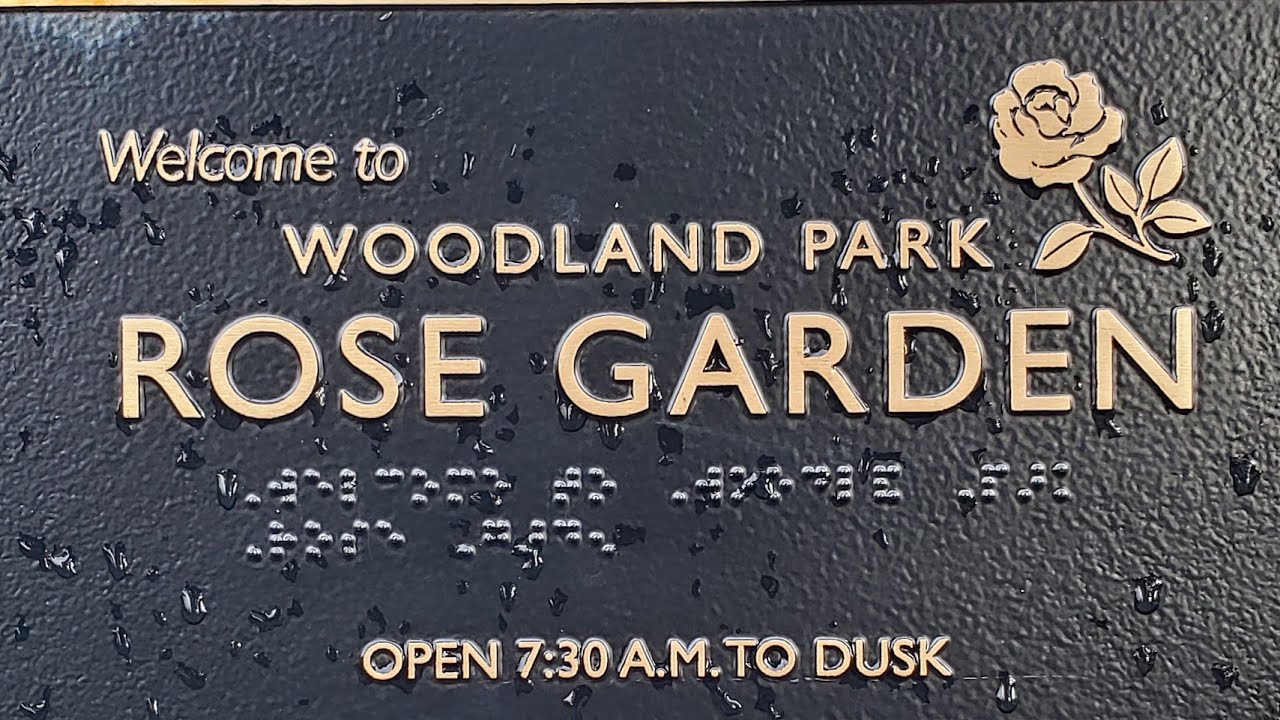 Welcome to
WOODLAND PARK
ROSE GARDEN
OPEN 7:30 A.M. TO DUSK